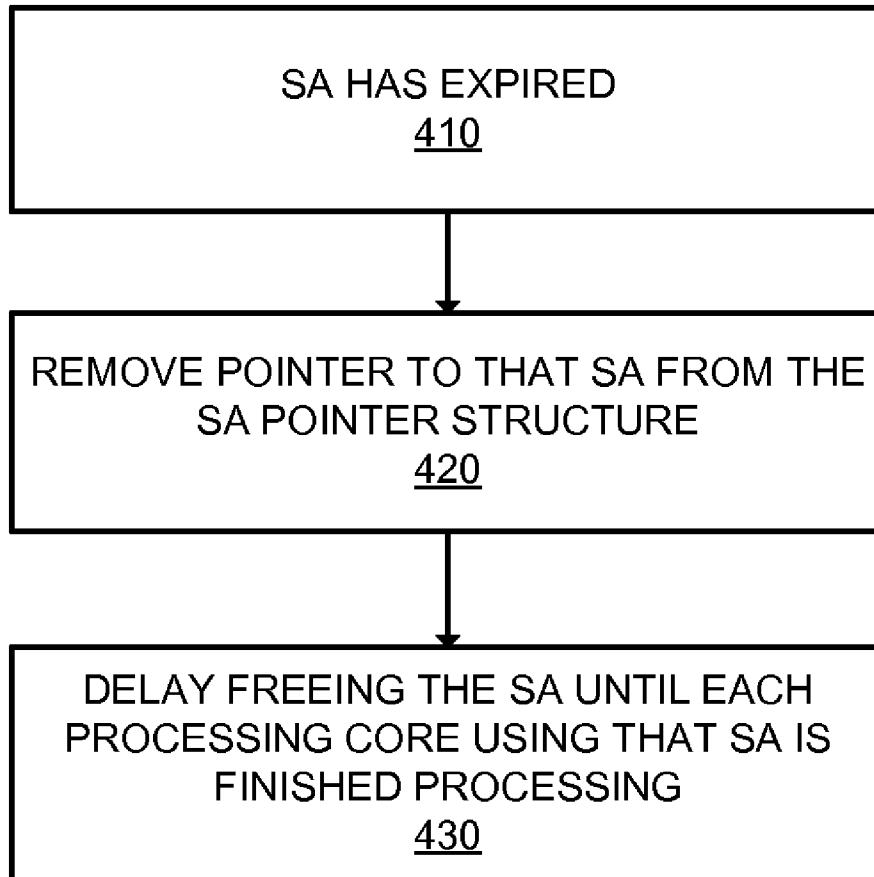 SA HAS EXPIRED
410
REMOVE POINTER TO THAT SA FROM THE
SA POINTER STRUCTURE
420
DELAY FREEING THE SA UNTIL EACH
PROCESSING CORE USING THAT SA IS
FINISHED PROCESSING
430